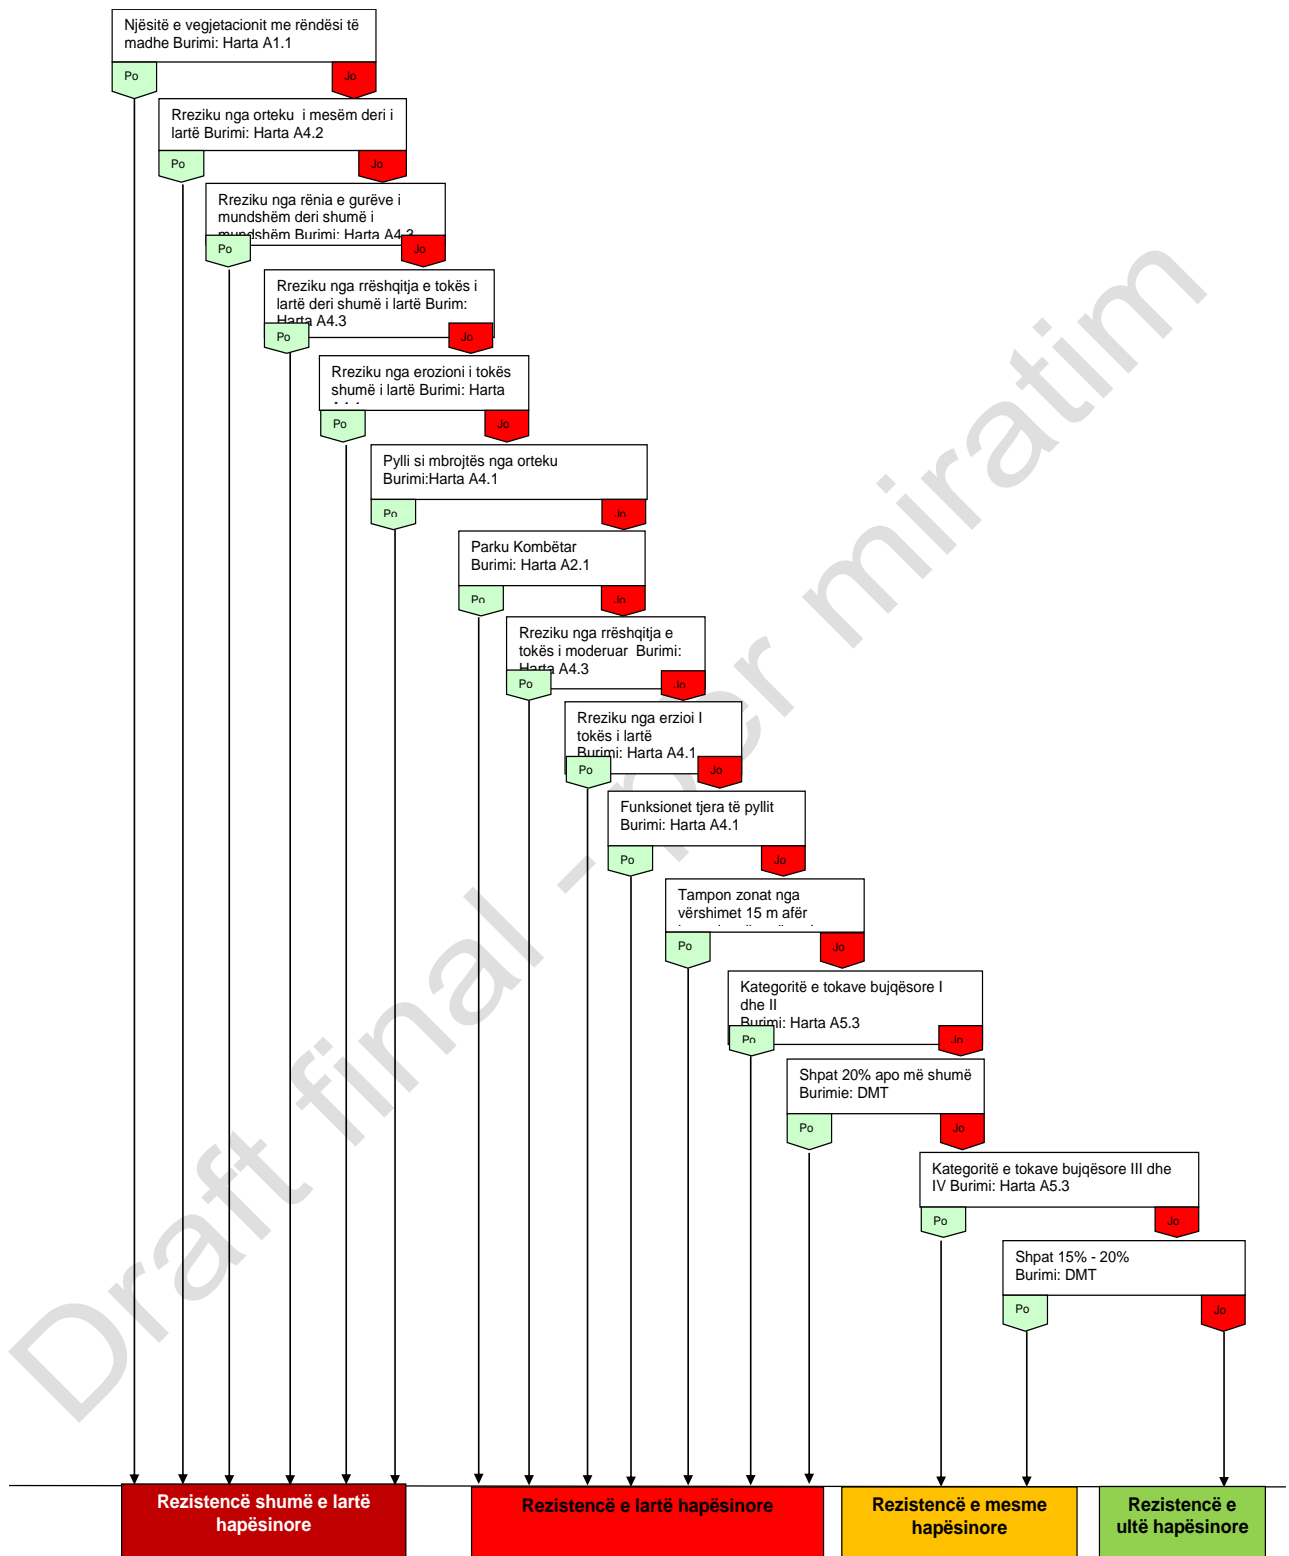 Njësitë e vegjetacionit me rëndësi të
madhe Burimi: Harta A1.1
Po
Jo
Rreziku nga orteku i mesëm deri i
lartë Burimi: Harta A4.2
Po
Jo
Rreziku nga rënia e gurëve i
mundshëm deri shumë i
mundshëm Burimi: Harta A4.3
Po
Jo
Rreziku nga rrëshqitja e tokës i
lartë deri shumë i lartë Burim:
Harta A4.3
Po
Jo
Rreziku nga erozioni i tokës
shumë i lartë Burimi: Harta
Po
Jo
Pylli si mbrojtës nga orteku
Burimi:Harta A4.1
Po
Jo
Parku Kombëtar
Burimi: Harta A2.1
Po
Jo
Rreziku nga rrëshqitja e
tokës i moderuar Burimi:
Harta A4.3
Po
Jo
Rreziku nga erzioi I
tokës i lartë
Burimi: Harta A4.1
Po
Jo
Funksionet tjera të pyllit
Burimi: Harta A4.1
Po
Jo
Tampon zonat nga
vërshimet 15 m afër
Po
Jo
Kategoritë e tokave bujqësore I
dhe II
Burimi: Harta A5.3
Po
Jo
Shpat 20% apo më shumë
Burimie: DMT
Po
Jo
Kategoritë e tokave bujqësore III dhe
IV Burimi: Harta A5.3
Po
Jo
Shpat 15% - 20%
Burimi: DMT
Po
Jo
Rezistencë shumë e lartë
hapësinore
Rezistencë e lartë hapësinore
Rezistencë e mesme
hapësinore
Rezistencë e
ultë hapësinore
Draft final - per miratim